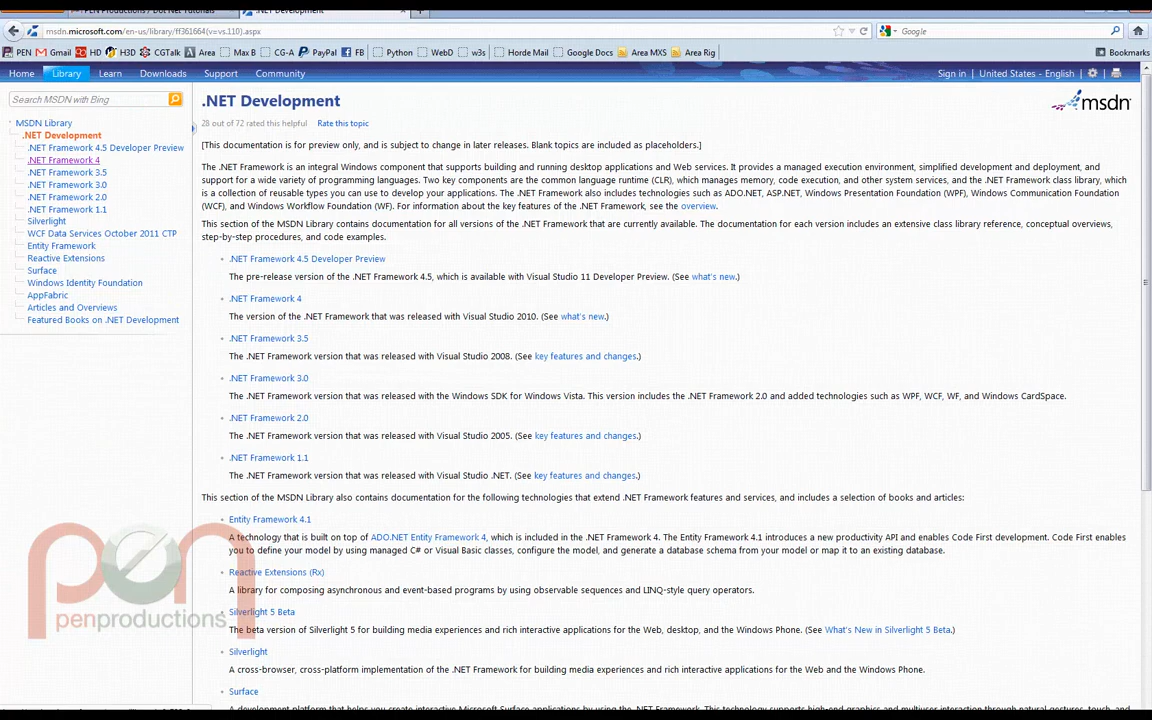 PEN Productions / Dot Net Tutorials
.NET Development
msdn.microsoft.com/en-us/library/ff361664(v=vs.110).aspx
Google
PEN Gmail HD H3D CGTalk Area Max B CG-A PayPal FB Python WebD w3s Horde Mail Google Docs Area MXS Area Rig Bookmarks
Home Library Learn Downloads Support Community Sign in | United States - English
Search MSDN with Bing
MSDN Library
.NET Development
.NET Framework 4.5 Developer Preview
.NET Framework 4
.NET Framework 3.5
.NET Framework 3.0
.NET Framework 2.0
.NET Framework 1.1
Silverlight
WCF Data Services October 2011 CTP
Entity Framework
Reactive Extensions
Surface
Windows Identity Foundation
AppFabric
Articles and Overviews
Featured Books on .NET Development
.NET Development
msdn
28 out of 72 rated this helpful Rate this topic
[This documentation is for preview only, and is subject to change in later releases. Blank topics are included as placeholders.]
The .NET Framework is an integral Windows component that supports building and running desktop applications and Web services. It provides a managed execution environment, simplified development and deployment, and
support for a wide variety of programming languages. Two key components are the common language runtime (CLR), which manages memory, code execution, and other system services, and the .NET Framework class library, which
is a collection of reusable types you can use to develop your applications. The .NET Framework also includes technologies such as ADO.NET, ASP.NET, Windows Presentation Foundation (WPF), Windows Communication Foundation
(WCF), and Windows Workflow Foundation (WF). For information about the key features of the .NET Framework, see the overview.
This section of the MSDN Library contains documentation for all versions of the .NET Framework that are currently available. The documentation for each version includes an extensive class library reference, conceptual overviews,
step-by-step procedures, and code examples.
.NET Framework 4.5 Developer Preview
The pre-release version of the .NET Framework 4.5, which is available with Visual Studio 11 Developer Preview. (See what's new.)
.NET Framework 4
The version of the .NET Framework that was released with Visual Studio 2010. (See what's new.)
.NET Framework 3.5
The .NET Framework version that was released with Visual Studio 2008. (See key features and changes.)
.NET Framework 3.0
The .NET Framework version that was released with the Windows SDK for Windows Vista. This version includes the .NET Framework 2.0 and added technologies such as WPF, WCF, WF, and Windows CardSpace.
.NET Framework 2.0
The .NET Framework version that was released with Visual Studio 2005. (See key features and changes.)
.NET Framework 1.1
The .NET Framework version that was released with Visual Studio .NET. (See key features and changes.)
This section of the MSDN Library also contains documentation for the following technologies that extend .NET Framework features and services, and includes a selection of books and articles:
Entity Framework 4.1
A technology that is built on top of ADO.NET Entity Framework 4, which is included in the .NET Framework 4. The Entity Framework 4.1 introduces a new productivity API and enables Code First development. Code First enables
you to define your model by using managed C# or Visual Basic classes, configure the model, and generate a database schema from your model or map it to an existing database.
Reactive Extensions (Rx)
A library for composing asynchronous and event-based programs by using observable sequences and LINQ-style query operators.
Silverlight 5 Beta
The beta version of Silverlight 5 for building media experiences and rich interactive applications for the Web, desktop, and the Windows Phone. (See What's New in Silverlight 5 Beta.)
Silverlight
A cross-browser, cross-platform implementation of the .NET Framework for building media experiences and rich interactive applications for the Web and the Windows Phone.
Surface
A development platform that helps you create interactive Microsoft Surface applications by using the .NET Framework. This technology supports high-end graphics and multiuser interaction through natural gestures, touch, and
pen
penproductions